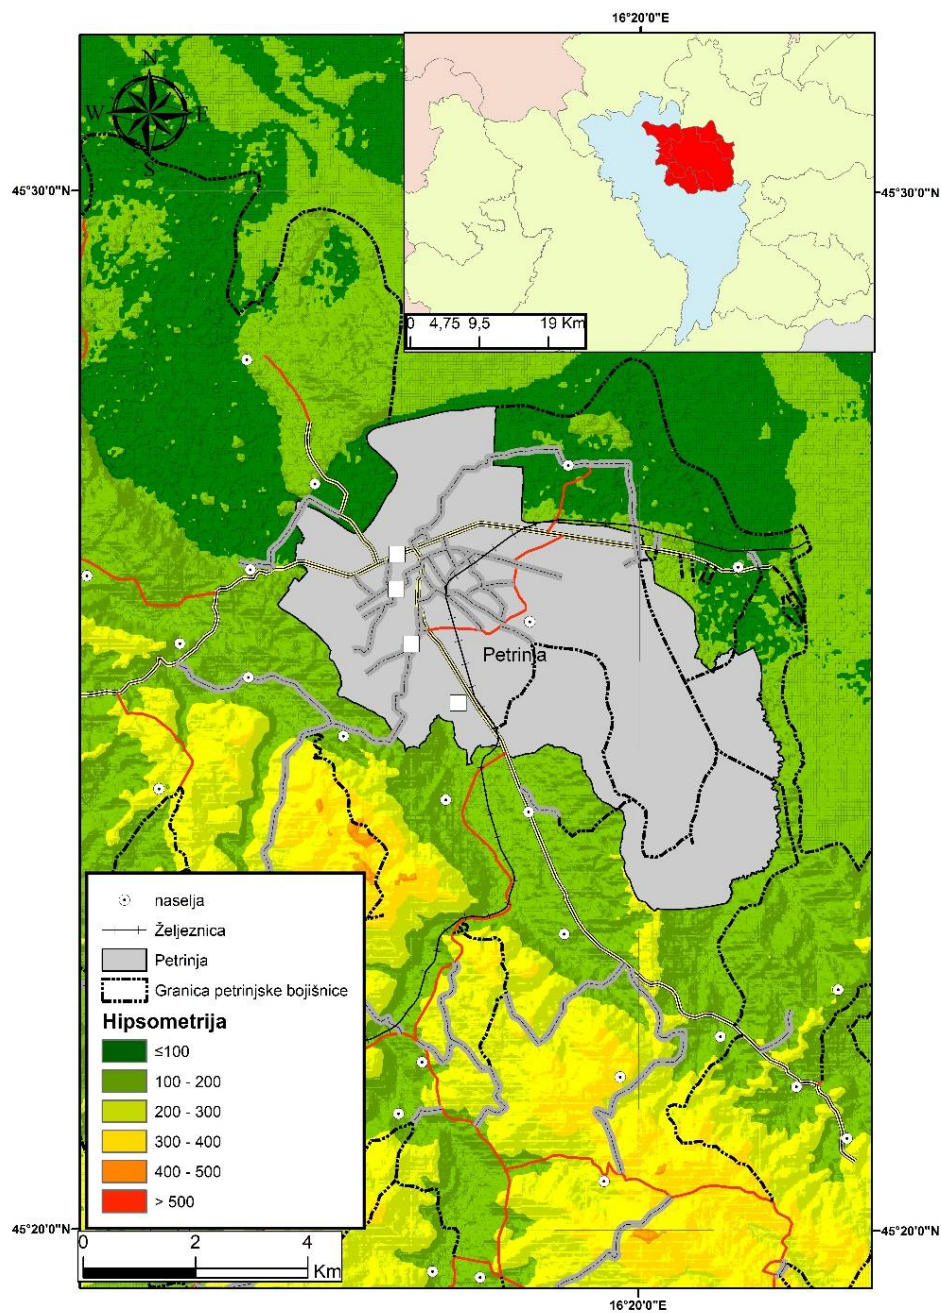 16°20'0"E
N
W E
S
45°30'0"N
45°30'0"N
0 4,75 9,5 19 Km
Petrinja
naselja
Željeznica
Petrinja
Granica petrinjske bojišnice
Hipsometrija
≤100
100 - 200
200 - 300
300 - 400
400 - 500
> 500
45°20'0"N
45°20'0"N
0 2 4
Km
16°20'0"E